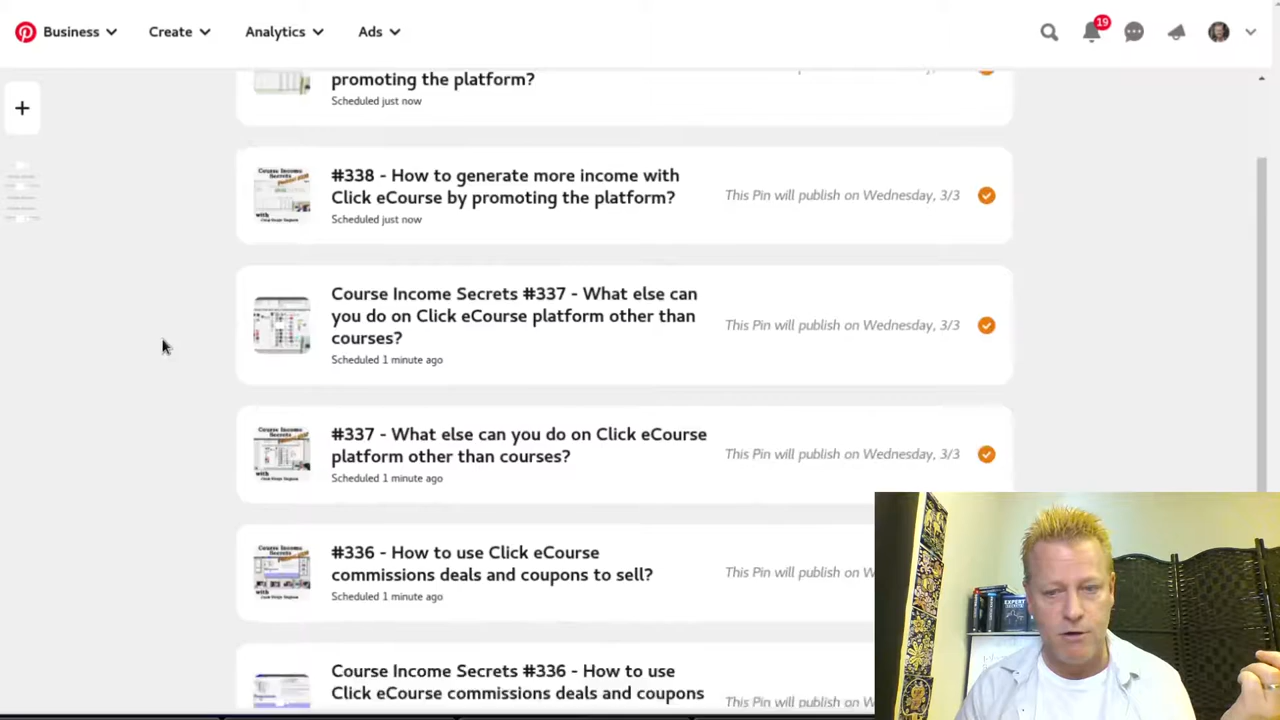 Business Create Analytics Ads 19
promoting the platform?
Scheduled just now
#338 - How to generate more income with
Click eCourse by promoting the platform?
This Pin will publish on Wednesday, 3/3
Scheduled just now
Course Income Secrets #337 - What else can
you do on Click eCourse platform other than
courses?
This Pin will publish on Wednesday, 3/3
Scheduled 1 minute ago
#337 - What else can you do on Click eCourse
platform other than courses?
This Pin will publish on Wednesday, 3/3
Scheduled 1 minute ago
#336 - How to use Click eCourse
commissions deals and coupons to sell?
This Pin will publish on W
Scheduled 1 minute ago
Course Income Secrets #336 - How to use
Click eCourse commissions deals and coupons
This Pin will publish on W
EXPERT